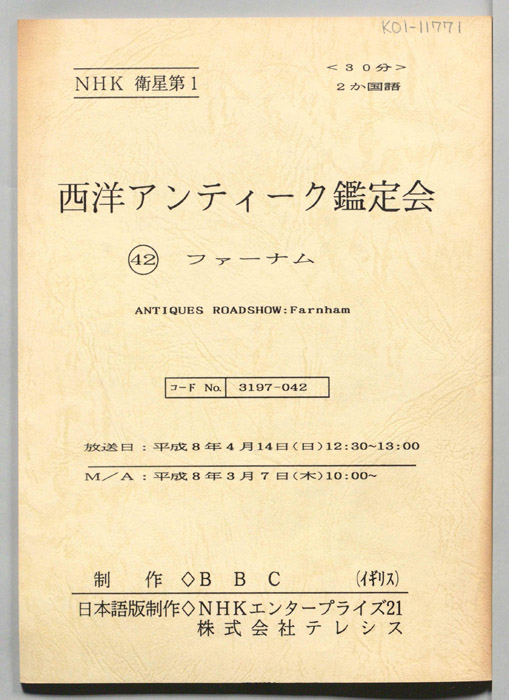 K01-11771
NHK 衛星第1
<30分>
2か国語
西洋アンティーク鑑定会
㊷ ファーナム
ANTIQUES ROADSHOW:Farnham
コード No. 3197-042
放送日:平成8年4月14日(日)12:30~13:00
M/A:平成8年3月7日(木)10:00~
制 作◇BBC (イギリス)
日本語版制作◇NHKエンタープライズ21
株式会社テレシス